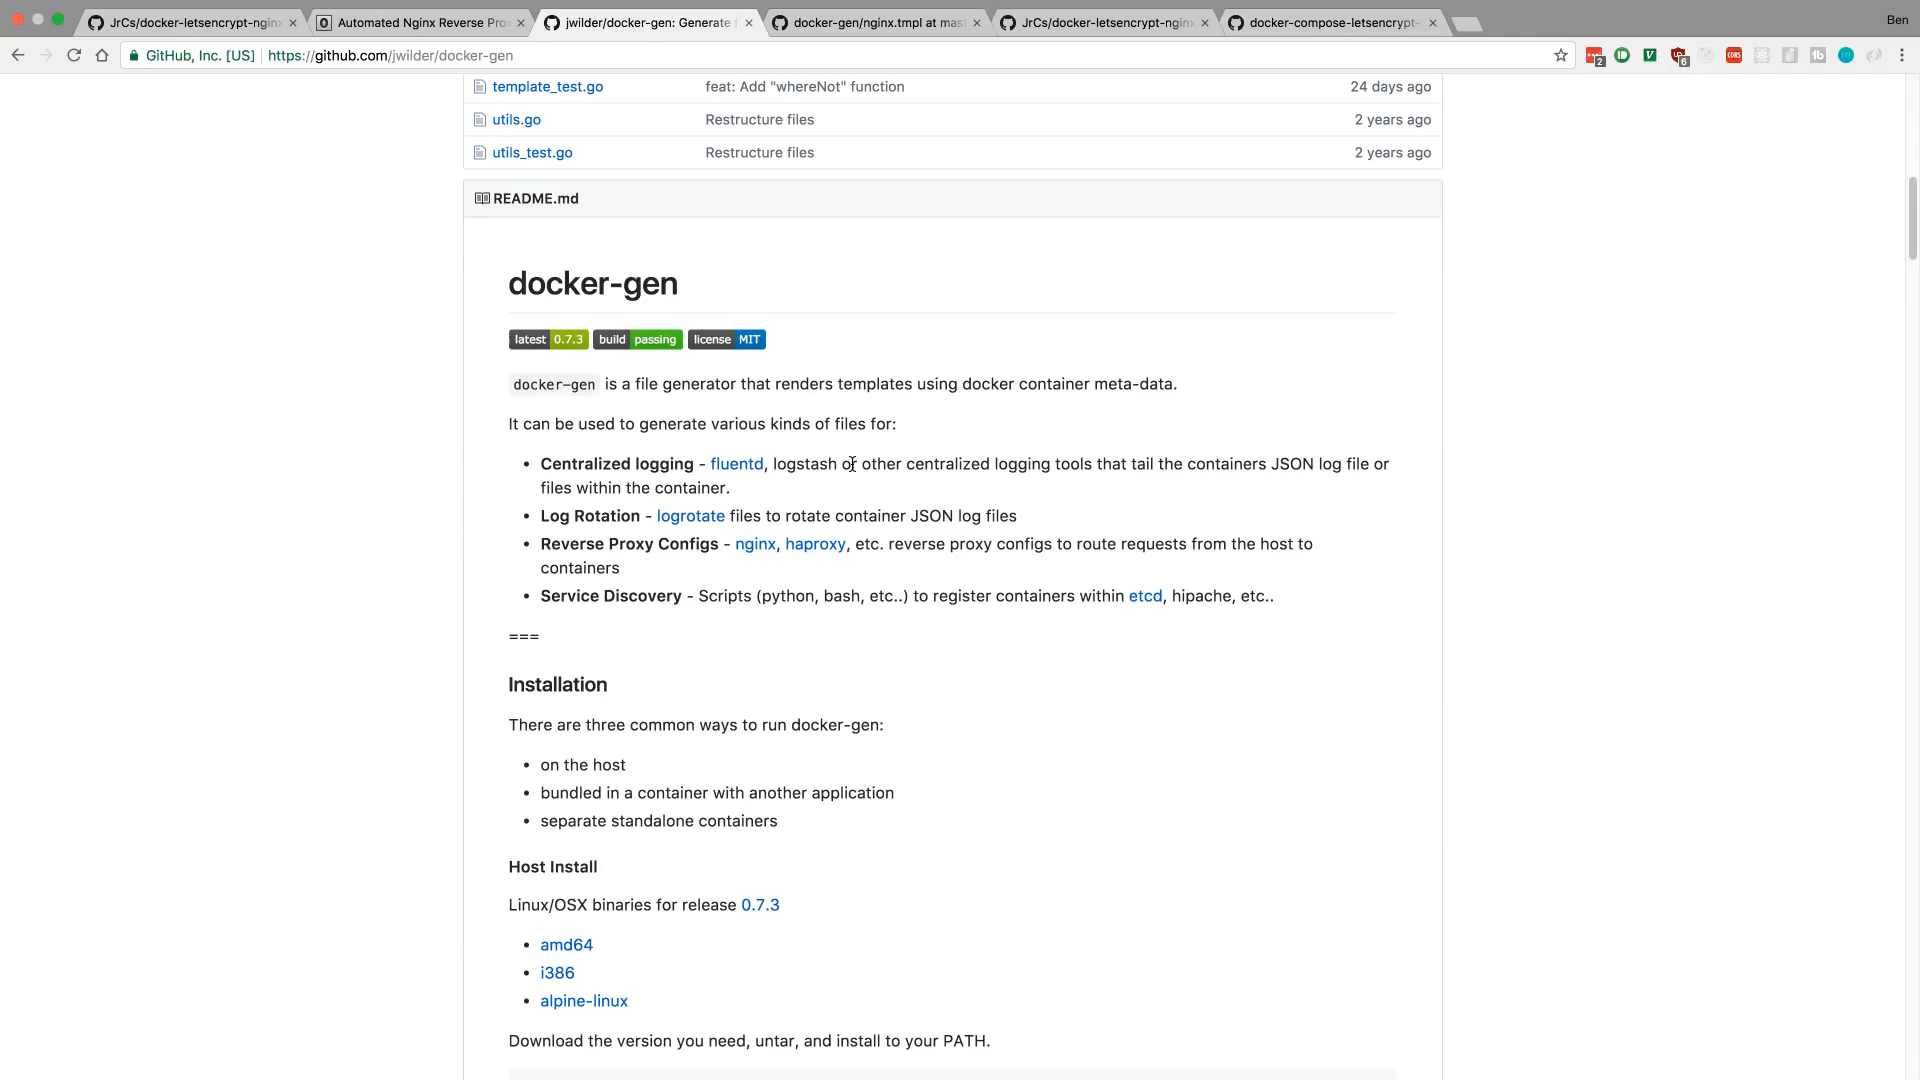 JrCs/docker-letsencrypt-nginx
Automated Nginx Reverse Prox
jwilder/docker-gen: Generate f
docker-gen/nginx.tmpl at mast
JrCs/docker-letsencrypt-nginx
docker-compose-letsencrypt-
Ben
GitHub, Inc. [US]
https://github.com/jwilder/docker-gen
template_test.go feat: Add "whereNot" function 24 days ago
utils.go Restructure files 2 years ago
utils_test.go Restructure files 2 years ago
README.md
docker-gen
latest 0.7.3 build passing license MIT
docker-gen is a file generator that renders templates using docker container meta-data.
It can be used to generate various kinds of files for:
• Centralized logging - fluentd, logstash or other centralized logging tools that tail the containers JSON log file or
files within the container.
• Log Rotation - logrotate files to rotate container JSON log files
• Reverse Proxy Configs - nginx, haproxy, etc. reverse proxy configs to route requests from the host to
containers
• Service Discovery - Scripts (python, bash, etc..) to register containers within etcd, hipache, etc..
===
Installation
There are three common ways to run docker-gen:
• on the host
• bundled in a container with another application
• separate standalone containers
Host Install
Linux/OSX binaries for release 0.7.3
• amd64
• i386
• alpine-linux
Download the version you need, untar, and install to your PATH.